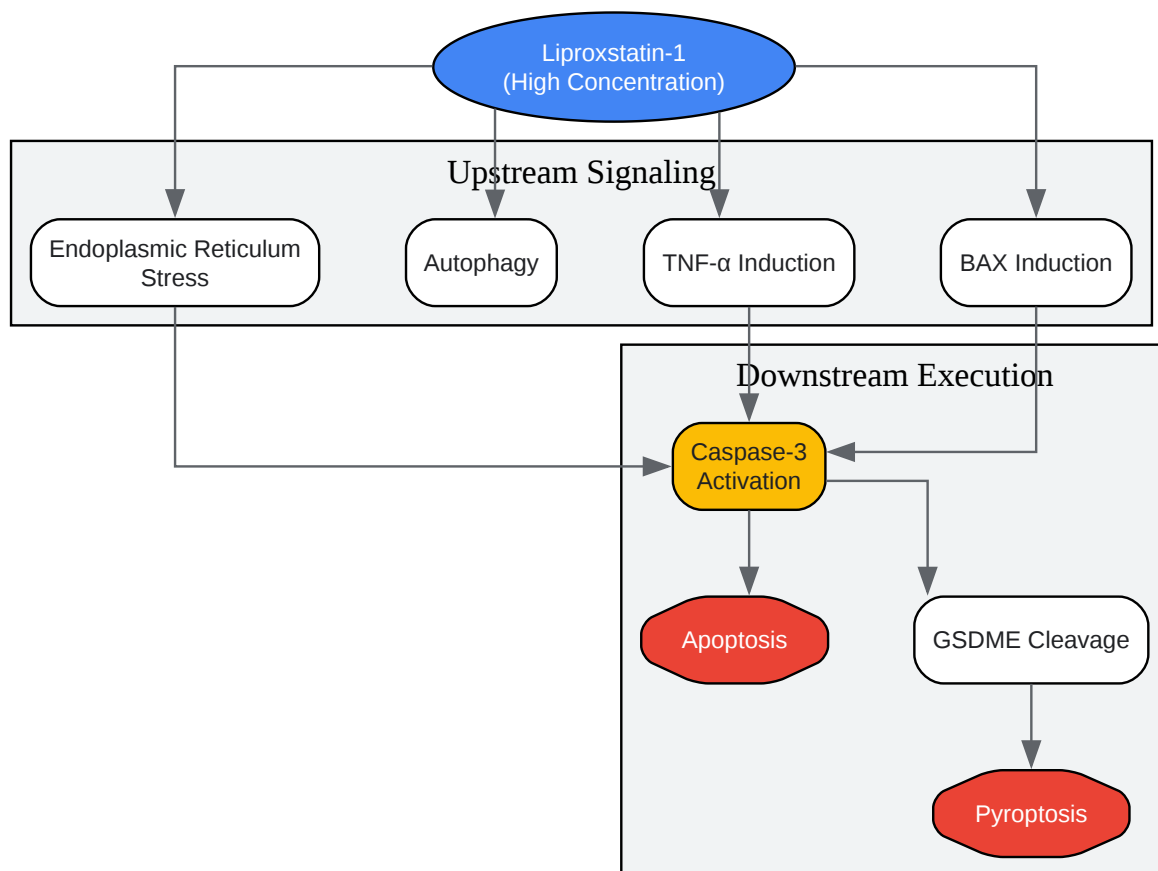 Liproxstatin-1
(High Concentration)
Upstream Signaling
Endoplasmic Reticulum
Stress
Autophagy
TNF-α Induction
BAX Induction
Downstream Execution
Caspase-3
Activation
Apoptosis
GSDME Cleavage
Pyroptosis